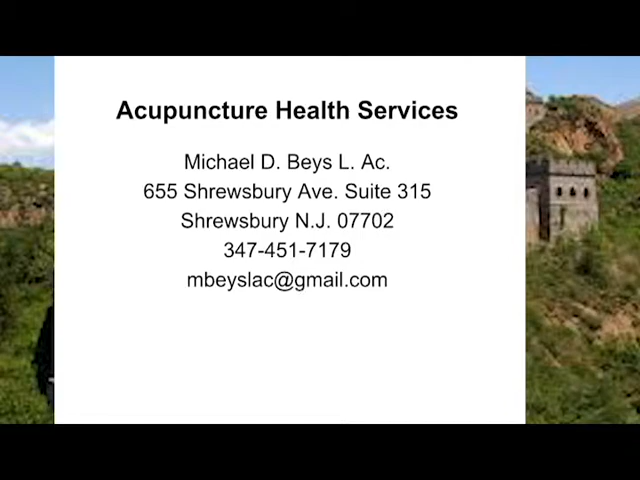 Acupuncture Health Services
Michael D. Beys L. Ac.
655 Shrewsbury Ave. Suite 315
Shrewsbury N.J. 07702
347-451-7179
mbeyslac@gmail.com